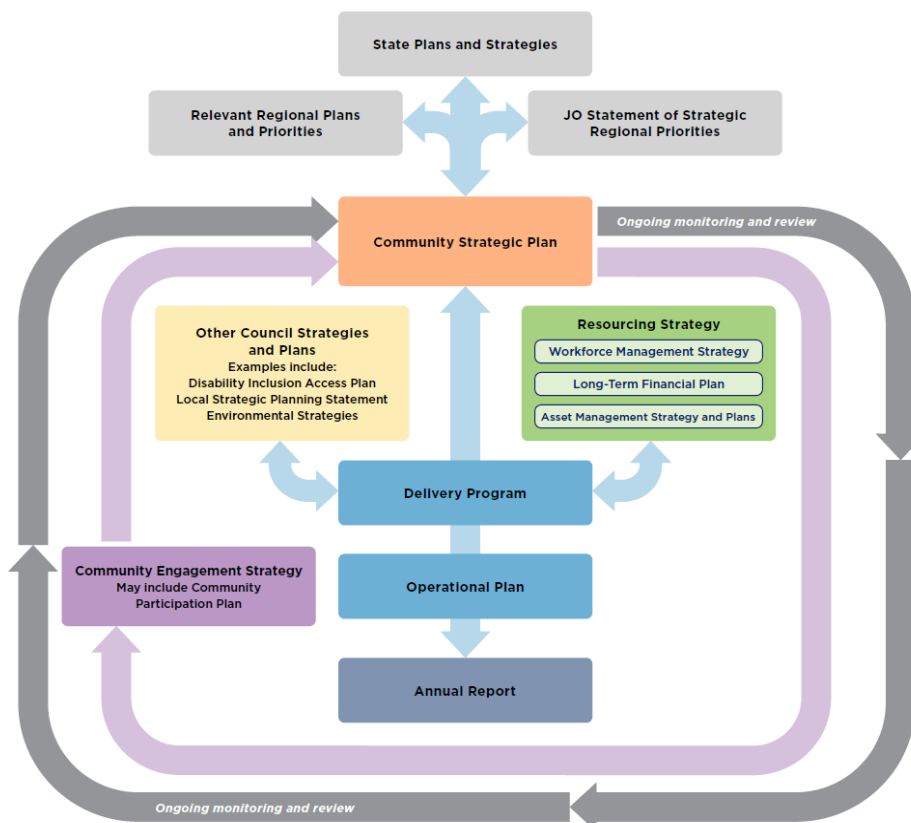 State Plans and Strategies
Relevant Regional Plans
and Priorities
JO Statement of Strategic
Regional Priorities
Community Strategic Plan
Ongoing monitoring and review
Other Council Strategies
and Plans
Examples include:
Disability Inclusion Access Plan
Local Strategic Planning Statement
Environmental Strategies
Resourcing Strategy
Workforce Management Strategy
Long-Term Financial Plan
Asset Management Strategy and Plans
Delivery Program
Community Engagement Strategy
May include Community
Participation Plan
Operational Plan
Annual Report
Ongoing monitoring and review